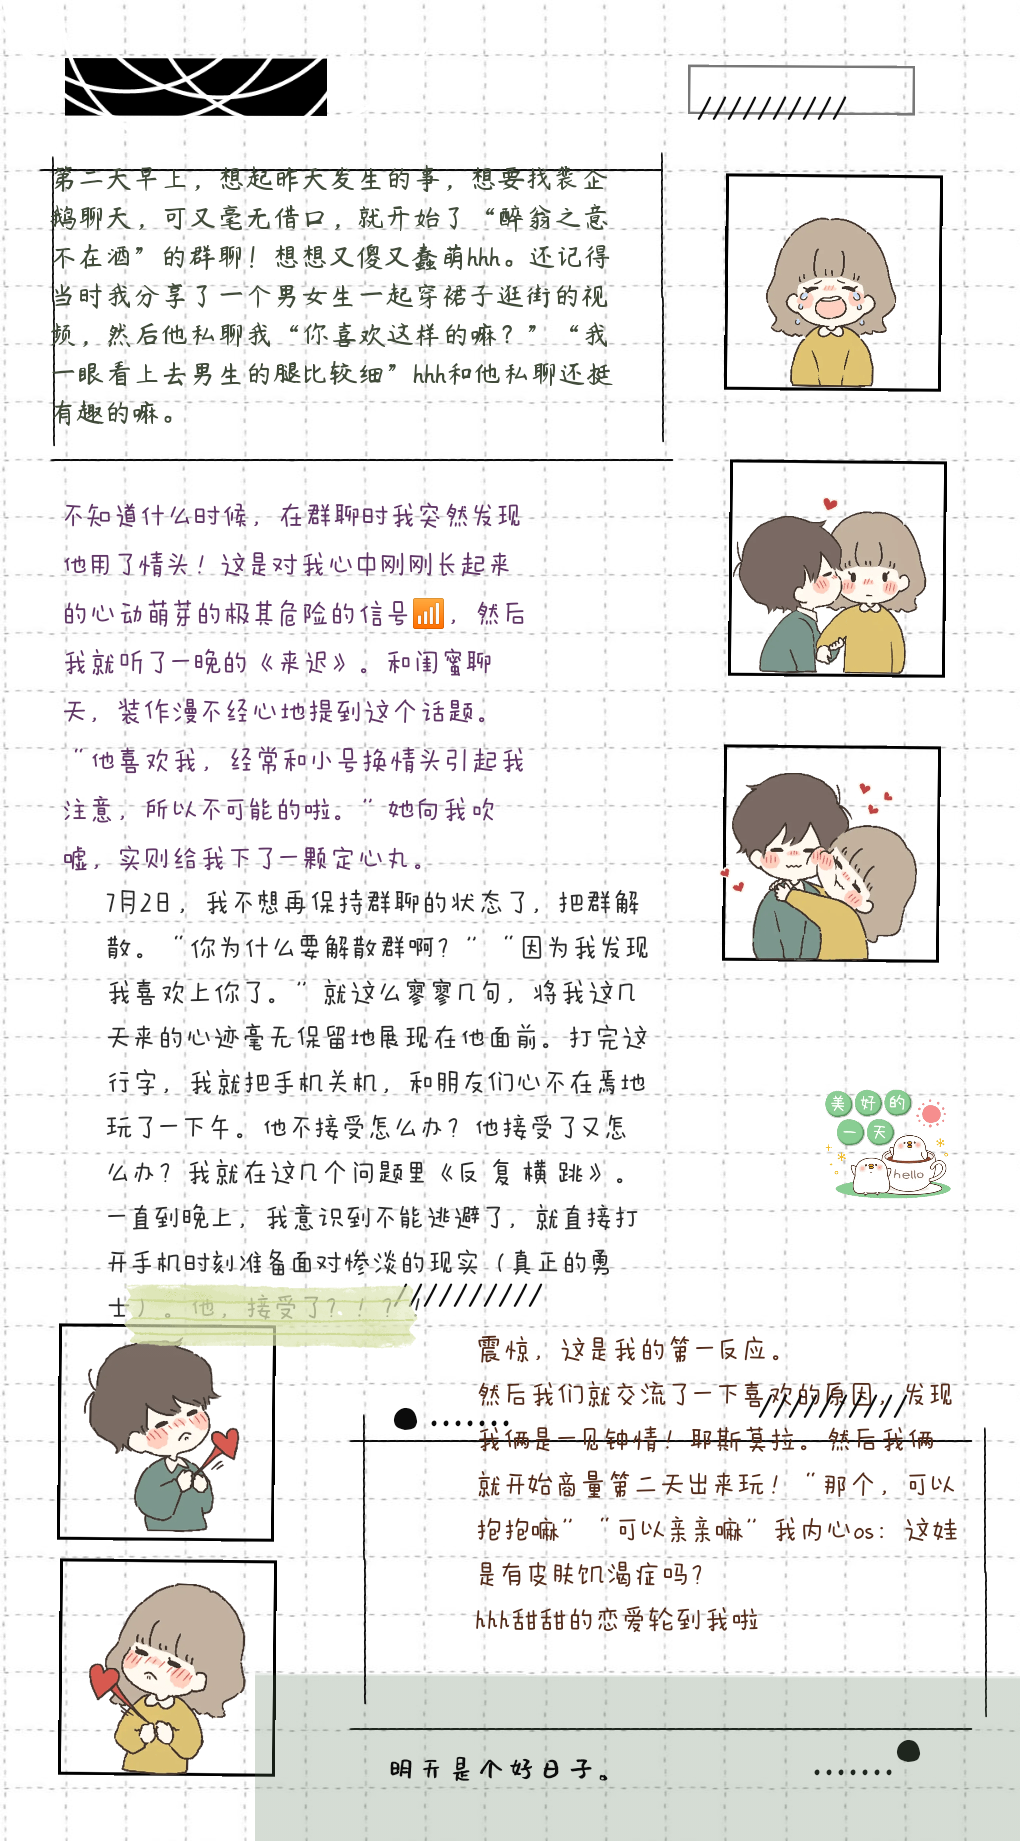 第二天早上，想起昨天发生的事，想要找裴企
鹅聊天，可又毫无借口，就开始了“醉翁之意
不在酒”的群聊！想想又傻又蠢萌hhh。还记得
当时我分享了一个男女生一起穿裙子逛街的视
频，然后他私聊我“你喜欢这样的嘛？”“我
一眼看上去男生的腿比较细”hhh和他私聊还挺
有趣的嘛。
不知道什么时候，在群聊时我突然发现
他用了情头！这是对我心中刚刚长起来
的心动萌芽的极其危险的信号📶，然后
我就听了一晚的《来迟》。和闺蜜聊
天，装作漫不经心地提到这个话题。
“他喜欢我，经常和小号换情头引起我
注意，所以不可能的啦。”她向我吹
嘘，实则给我下了一颗定心丸。
7月2日，我不想再保持群聊的状态了，把群解
散。“你为什么要解散群啊？”“因为我发现
我喜欢上你了。”就这么寥寥几句，将我这几
天来的心迹毫无保留地展现在他面前。打完这
行字，我就把手机关机，和朋友们心不在焉地
玩了一下午。他不接受怎么办？他接受了又怎
么办？我就在这几个问题里《反 复 横 跳》。
一直到晚上，我意识到不能逃避了，就直接打
开手机时刻准备面对惨淡的现实（真正的勇
士）。他，接受了？！？！
美好的
一天
hello
震惊，这是我的第一反应。
然后我们就交流了一下喜欢的原因，发现
我俩是一见钟情！耶斯莫拉。然后我俩
就开始商量第二天出来玩！“那个，可以
抱抱嘛”“可以亲亲嘛”我内心os：这娃
是有皮肤饥渴症吗？
hhh甜甜的恋爱轮到我啦
明天是个好日子。